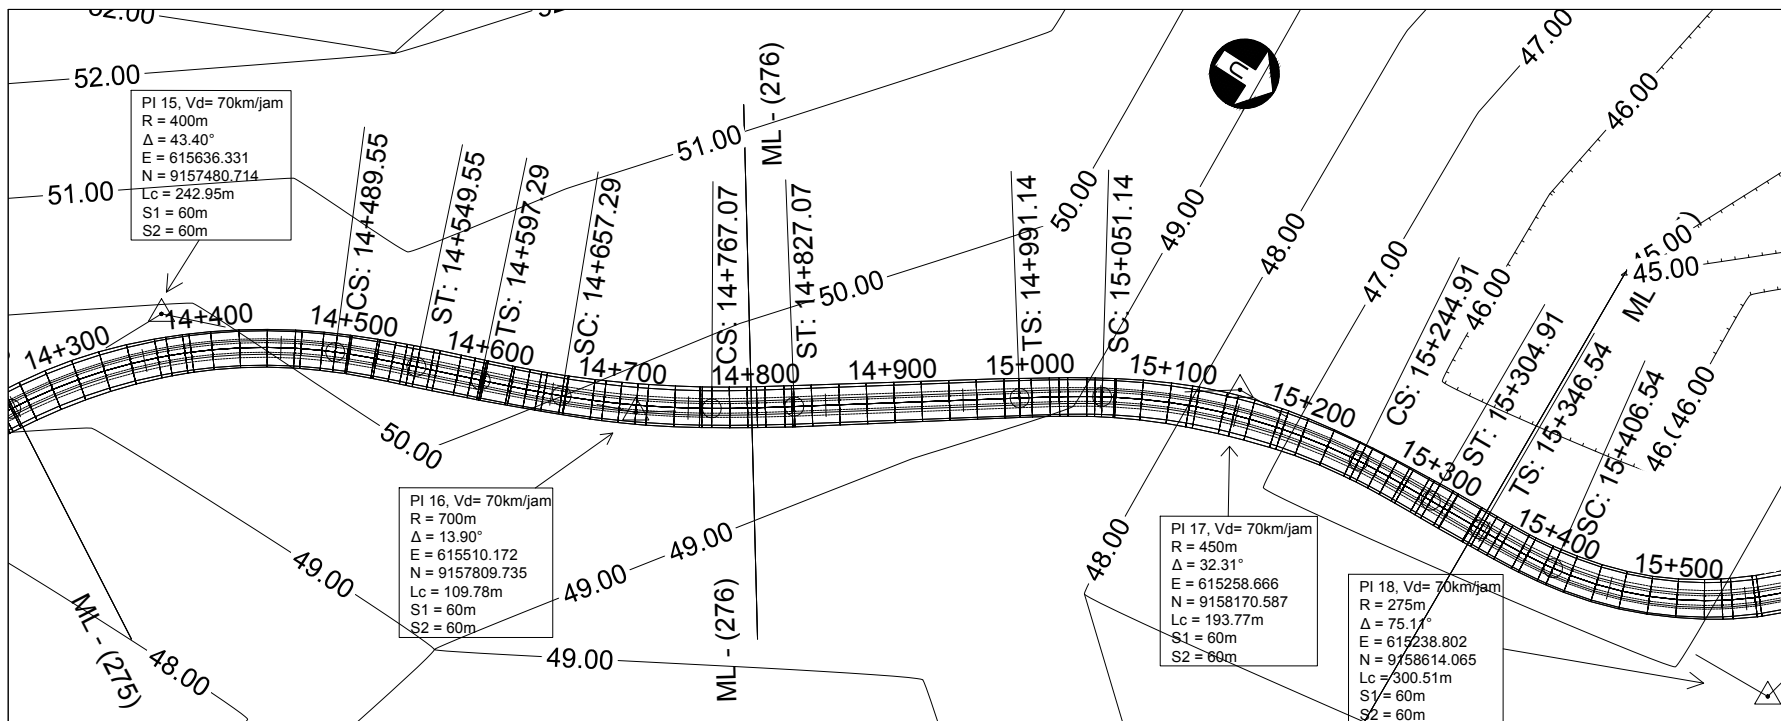 52.00
51.00
PI 15, Vd= 70km/jam
R = 400m
Δ = 43.40°
E = 615636.331
N = 9157480.714
Lc = 242.95m
S1 = 60m
S2 = 60m
CS: 14+489.55
ST: 14+549.55
TS: 14+597.29
SC: 14+657.29
51.00
ML - (276)
CS: 14+767.07
ST: 14+827.07
50.00
TS: 14+991.14
SC: 15+051.14
50.00
49.00
48.00
47.00
47.00
46.00
46.00
45.00
45.00
U
CS: 15+244.91
ST: 15+304.91
TS: 15+346.54
SC: 15+406.54
ML
46.00
14+300
14+400
14+500
14+600
14+700
14+800
14+900
15+000
15+100
15+200
15+300
15+400
15+500
50.00
49.00
48.00
ML - (275)
PI 16, Vd= 70km/jam
R = 700m
Δ = 13.90°
E = 615510.172
N = 9157809.735
Lc = 109.78m
S1 = 60m
S2 = 60m
49.00
49.00
49.00
ML - (276)
48.00
PI 17, Vd= 70km/jam
R = 450m
Δ = 32.31°
E = 615258.666
N = 9158170.587
Lc = 193.77m
S1 = 60m
S2 = 60m
PI 18, Vd= 70km/jam
R = 275m
Δ = 75.11°
E = 615238.802
N = 9158614.065
Lc = 300.51m
S1 = 60m
S2 = 60m